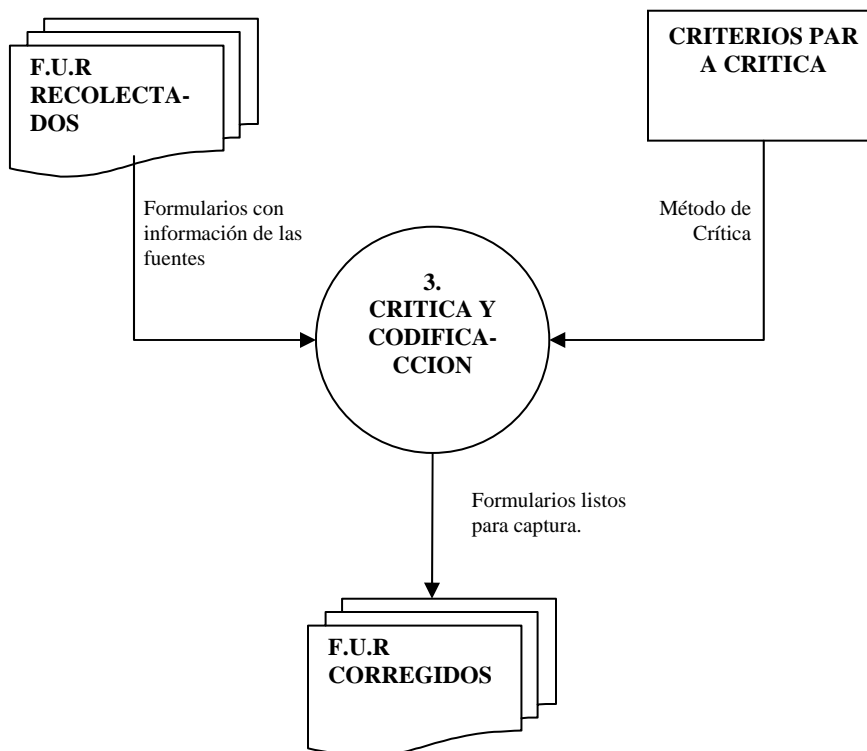 F.U.R
RECOLECTA-
DOS
CRITERIOS PAR
A CRITICA
Formularios con
información de las
fuentes
Método de
Crítica
3.
CRITICA Y
CODIFICA-
CCION
Formularios listos
para captura.
F.U.R
CORREGIDOS